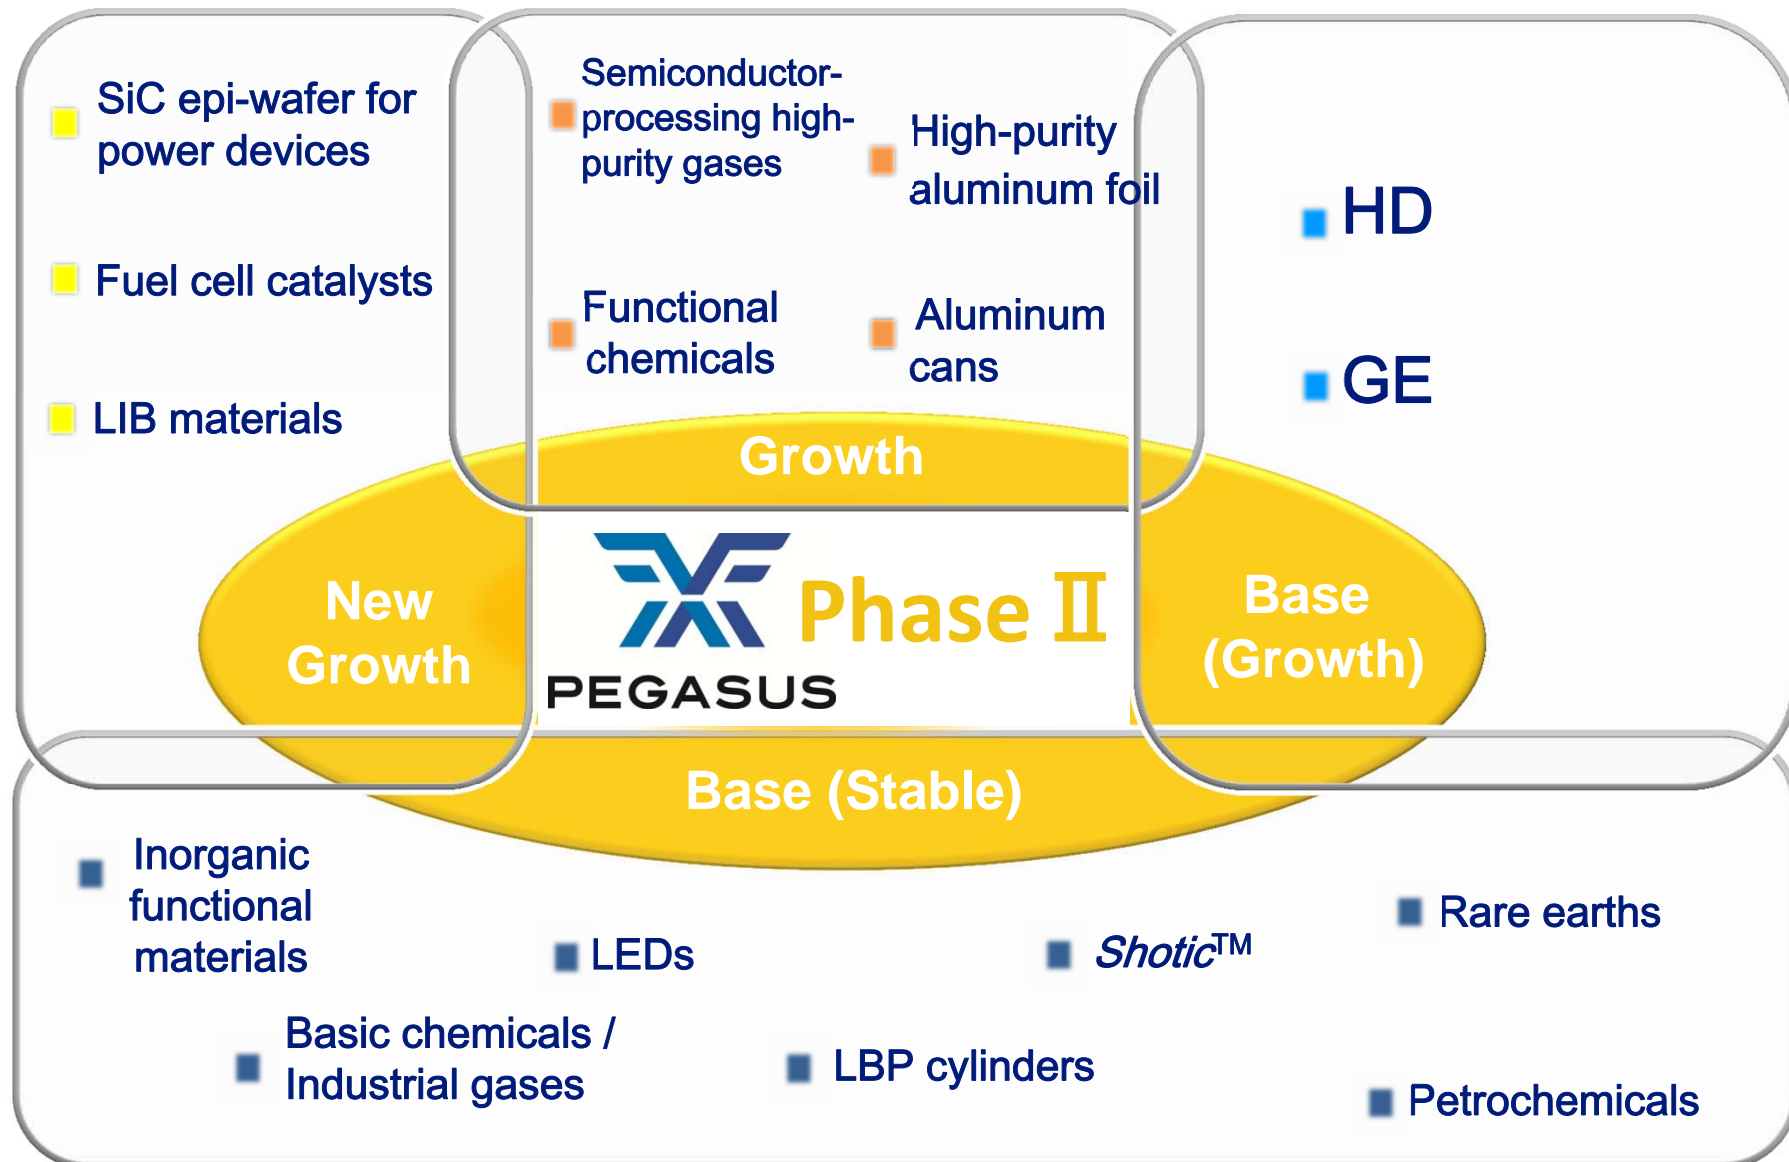 SiC epi-wafer for
power devices
Fuel cell catalysts
LIB materials
Semiconductor-
processing high-
purity gases
High-purity
aluminum foil
Functional
chemicals
Aluminum
cans
HD
GE
Growth
New
Growth
PEGASUS
Phase Ⅱ
Base
(Growth)
Base (Stable)
Inorganic
functional
materials
LEDs
Shotic™
Rare earths
Basic chemicals /
Industrial gases
LBP cylinders
Petrochemicals